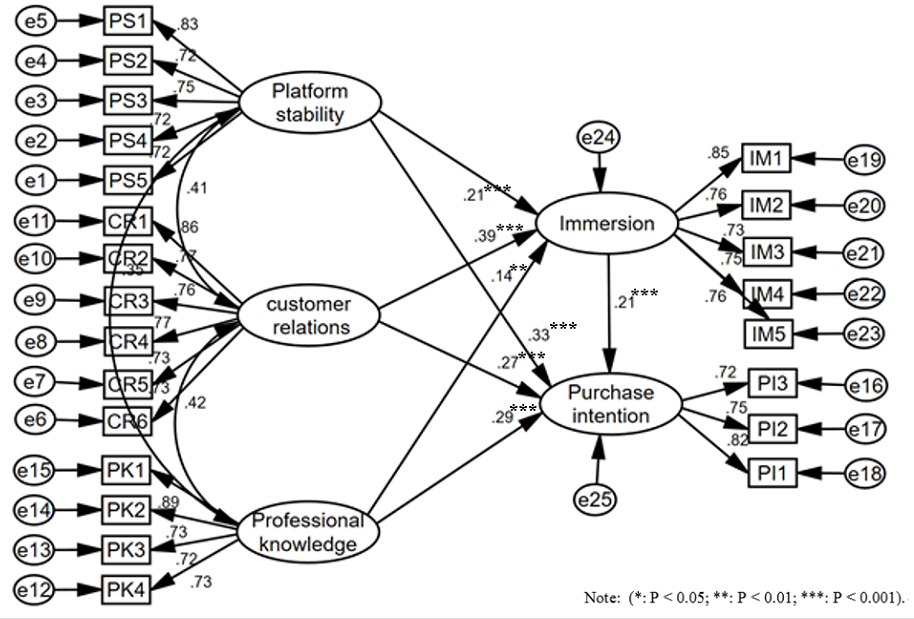 e5 PS1 .83
e4 PS2 .72
e3 PS3 .75
e2 PS4 .72
e1 PS5 .72
Platform
stability
.41
e11 CR1 .86
e10 CR2 .77
.35
e9 CR3 .76
e8 CR4 .77
e7 CR5 .73
e6 CR6 .73
customer
relations
.42
e15 PK1 .89
e14 PK2 .73
e13 PK3 .72
e12 PK4 .73
Professional
knowledge
.21***
.39***
.14**
.33***
.27***
.29***
e24
Immersion
.21***
Purchase
intention
e25
.85 IM1 e19
.76 IM2 e20
.73 IM3 e21
.75 IM4 e22
.76 IM5 e23
.72 PI3 e16
.75 PI2 e17
.82 PI1 e18
Note: (*: P < 0.05; **: P < 0.01; ***: P < 0.001).